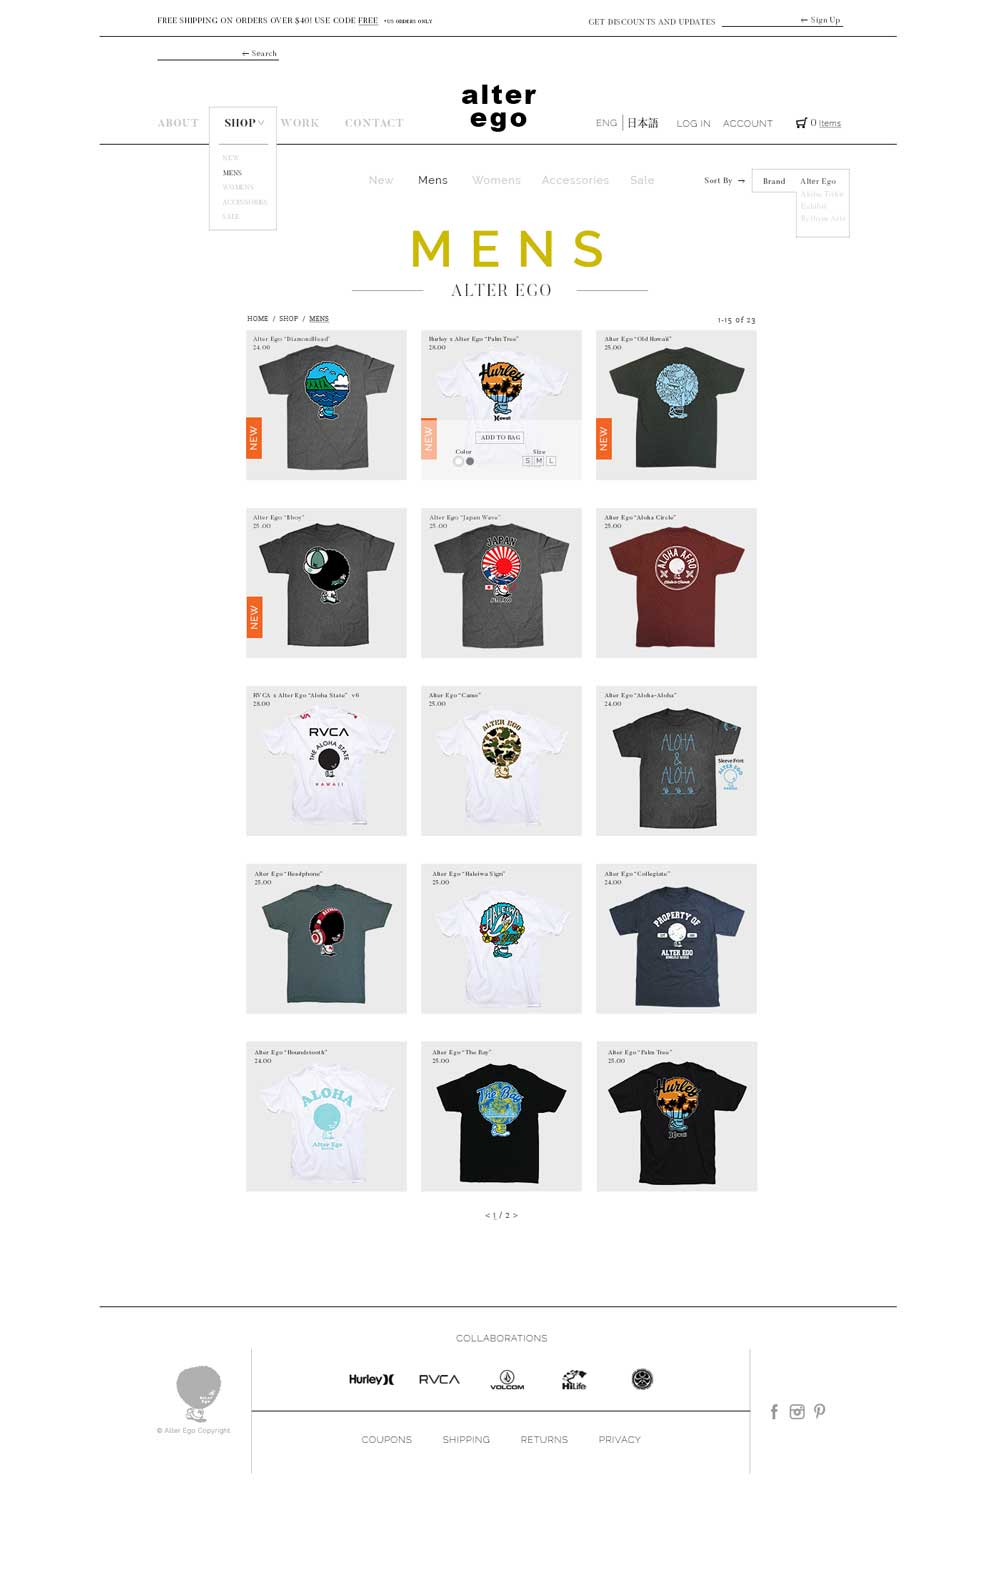 FREE SHIPPING ON ORDERS OVER $40! USE CODE FREE *US ORDERS ONLY
GET DISCOUNTS AND UPDATES ← Sign Up
← Search
alter
ego
ABOUT SHOP WORK CONTACT
ENG 日本語 LOG IN ACCOUNT 0 Items
NEW
MENS
WOMENS
ACCESSORIES
SALE
New Mens Womens Accessories Sale
Sort By → Brand Alter Ego
Exhibit
MENS
ALTER EGO
HOME / SHOP / MENS
1-15 of 23
Alter Ego "DiamondHead"
24.00
NEW
Hurley x Alter Ego "Palm Tree"
28.00
Hurley
Hawaii
NEW
ADD TO BAG
Color Size
S M L
Alter Ego "Old Hawaii"
25.00
NEW
Alter Ego "Bboy"
25.00
NEW
Alter Ego "Japan Wave"
25.00
JAPAN
Alter Ego "Aloha Circle"
25.00
ALOHA AFRO
RVCA x Alter Ego "Aloha State" v6
28.00
RVCA
THE ALOHA STATE
HAWAII
Alter Ego "Camo"
25.00
ALTER EGO
Alter Ego "Aloha-Aloha"
24.00
ALOHA
&
ALOHA
Sleeve Print
ALTER EGO
Alter Ego "Headphone"
25.00
Alter Ego "Haleiwa Sign"
25.00
HALEIWA
Alter Ego "Collegiate"
24.00
PROPERTY OF
ALTER EGO
Alter Ego "Houndstooth"
24.00
ALOHA
Alter Ego
Alter Ego "The Bay"
25.00
The Bay
Alter Ego "Palm Tree"
25.00
Hurley
Hawaii
< 1 / 2 >
COLLABORATIONS
Hurley RVCA VOLCOM HiLife
© Alter Ego Copyright
COUPONS SHIPPING RETURNS PRIVACY